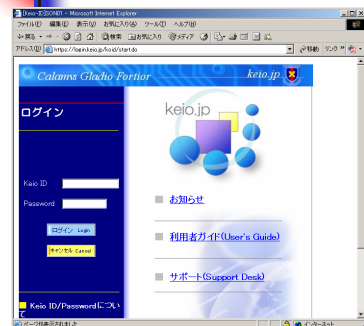 [Keio-ID]SON01 - Microsoft Internet Explorer
ファイル(F) 編集(E) 表示(V) お気に入り(A) ツール(T) ヘルプ(H)
戻る 検索 お気に入り メディア
アドレス(D) https://login.keio.jp/koid/start.do 移動 リンク
Calamvs Gladio Fortior keio.jp
ログイン
keio.jp
Keio ID
Password
お知らせ
ログイン Login
キャンセル Cancel
利用者ガイド(User's Guide)
サポート(Support Desk)
Keio ID/Passwordについ
て
ページが表示されました インターネット